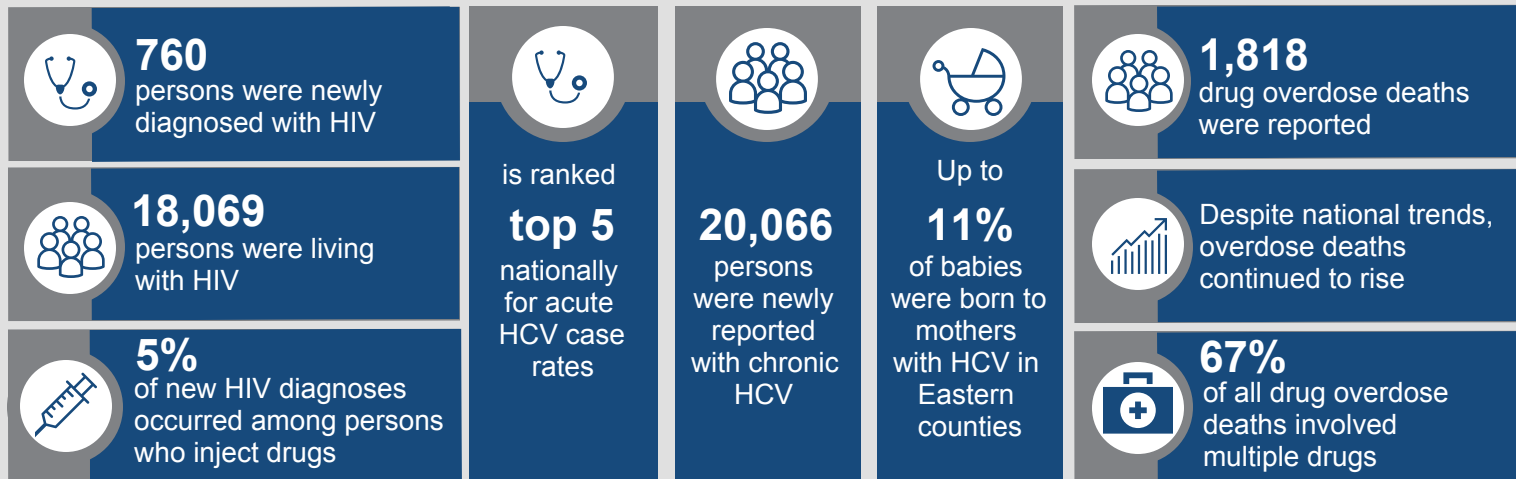 760
persons were newly
diagnosed with HIV
18,069
persons were living
with HIV
5%
of new HIV diagnoses
occurred among persons
who inject drugs
is ranked
top 5
nationally
for acute
HCV case
rates
20,066
persons
were newly
reported
with chronic
HCV
Up to
11%
of babies
were born to
mothers
with HCV in
Eastern
counties
1,818
drug overdose deaths
were reported
Despite national trends,
overdose deaths
continued to rise
67%
of all drug overdose
deaths involved
multiple drugs